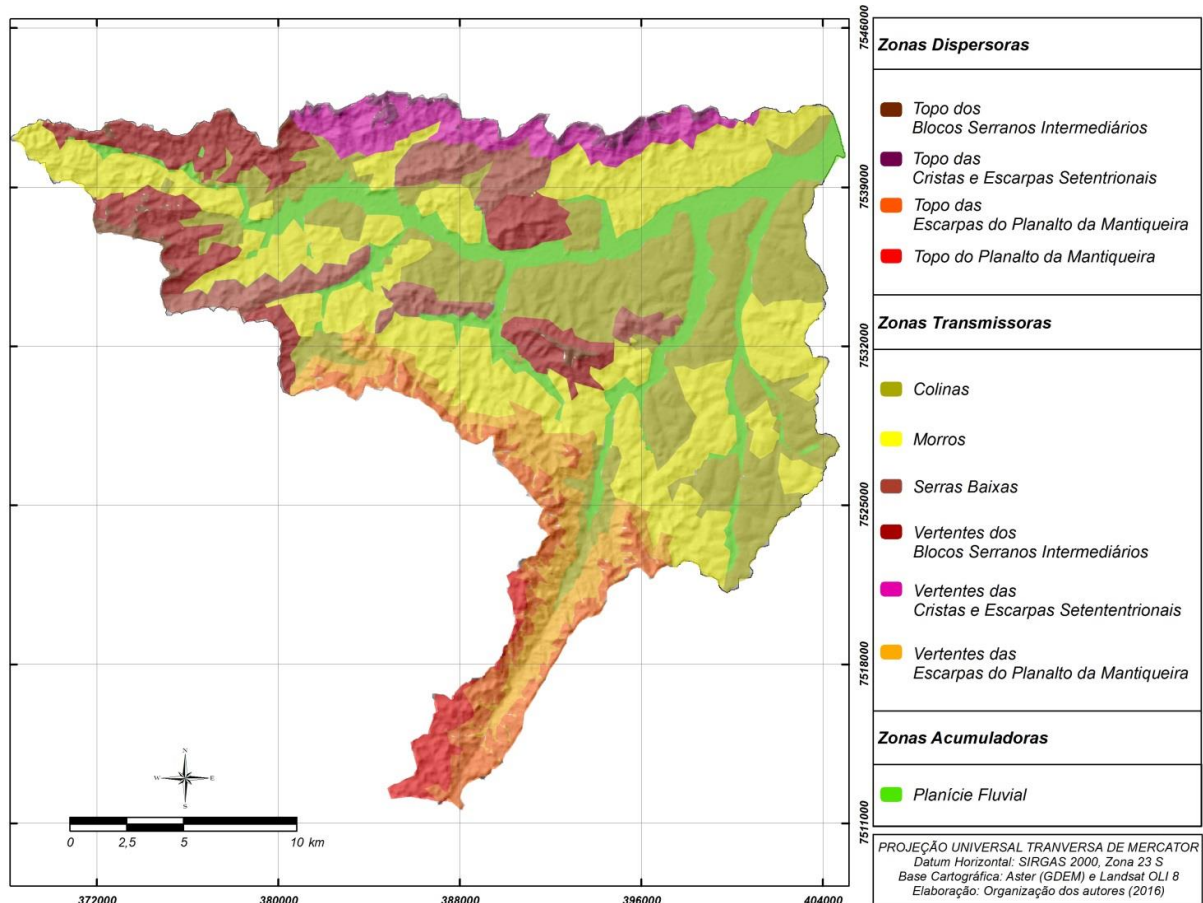 7546000
7539000
7532000
7525000
7518000
7511000
N
W
E
S
0
2,5
5
10 km
372000
380000
388000
396000
404000
Zonas Dispersoras
Topo dos
Blocos Serranos Intermediários
Topo das
Cristas e Escarpas Setentrionais
Topo das
Escarpas do Planalto da Mantiqueira
Topo do Planalto da Mantiqueira
Zonas Transmissoras
Colinas
Morros
Serras Baixas
Vertentes dos
Blocos Serranos Intermediários
Vertentes das
Cristas e Escarpas Setententrionais
Vertentes das
Escarpas do Planalto da Mantiqueira
Zonas Acumuladoras
Planície Fluvial
PROJEÇÃO UNIVERSAL TRANVERSA DE MERCATOR
Datum Horizontal: SIRGAS 2000, Zona 23 S
Base Cartográfica: Aster (GDEM) e Landsat OLI 8
Elaboração: Organização dos autores (2016)